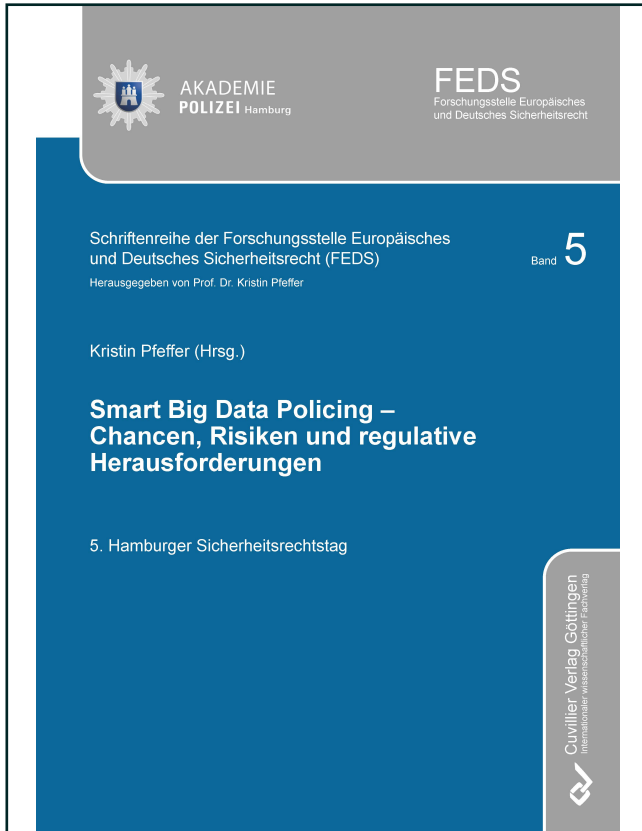 AKADEMIE
POLIZEI Hamburg
FEDS
Forschungsstelle Europäisches
und Deutsches Sicherheitsrecht
Schriftenreihe der Forschungsstelle Europäisches
und Deutsches Sicherheitsrecht (FEDS)
Band 5
Herausgegeben von Prof. Dr. Kristin Pfeffer
Kristin Pfeffer (Hrsg.)
Smart Big Data Policing –
Chancen, Risiken und regulative
Herausforderungen
5. Hamburger Sicherheitsrechtstag
Cuvillier Verlag Göttingen
Internationaler wissenschaftlicher Fachverlag